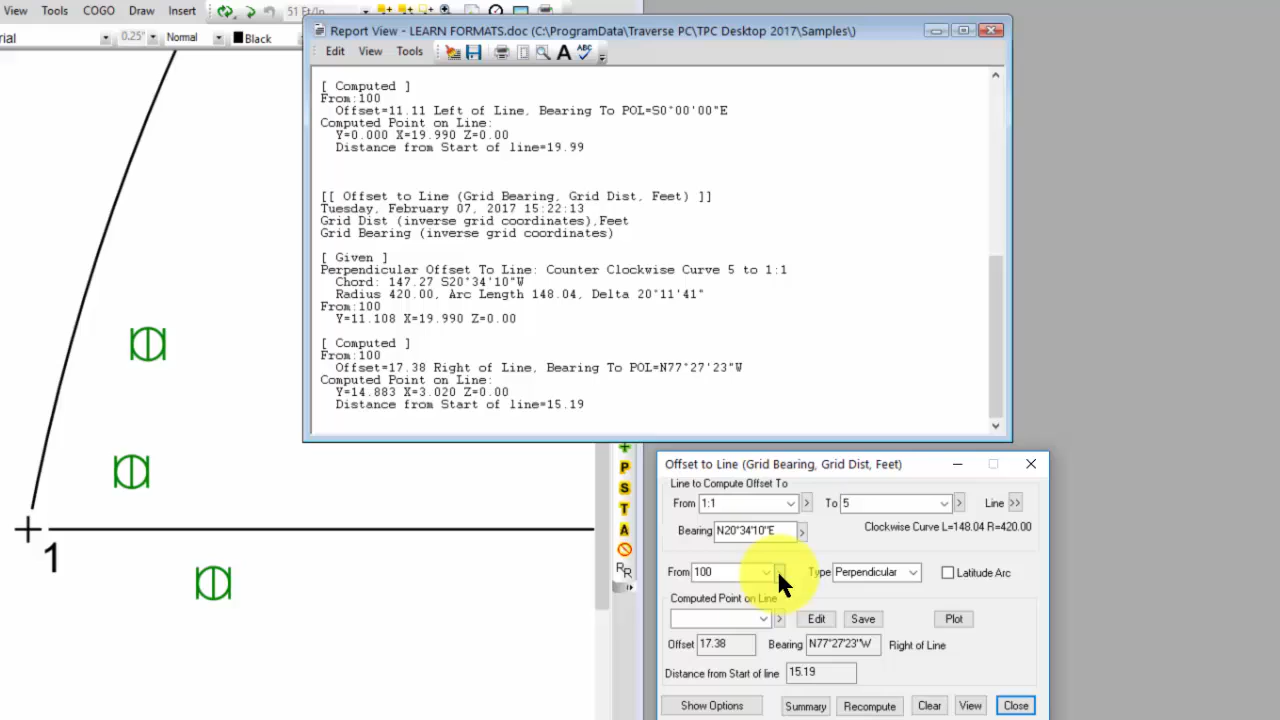 View Tools COGO Draw Insert 51 Ft/In
rial 0.25" Normal Black
Report View - LEARN FORMATS.doc (C:\ProgramData\Traverse PC\TPC Desktop 2017\Samples\)
Edit View Tools
[ Computed ]
From:100
Offset=11.11 Left of Line, Bearing To POL=S0°00'00"E
Computed Point on Line:
Y=0.000 X=19.990 Z=0.00
Distance from Start of line=19.99
[[ Offset to Line (Grid Bearing, Grid Dist, Feet) ]]
Tuesday, February 07, 2017 15:22:13
Grid Dist (inverse grid coordinates),Feet
Grid Bearing (inverse grid coordinates)
[ Given ]
Perpendicular Offset To Line: Counter Clockwise Curve 5 to 1:1
Chord: 147.27 S20°34'10"W
Radius 420.00, Arc Length 148.04, Delta 20°11'41"
From:100
Y=11.108 X=19.990 Z=0.00
[ Computed ]
From:100
Offset=17.38 Right of Line, Bearing To POL=N77°27'23"W
Computed Point on Line:
Y=14.883 X=3.020 Z=0.00
Distance from Start of line=15.19
1
P
S
T
A
RR
Offset to Line (Grid Bearing, Grid Dist, Feet)
Line to Compute Offset To
From 1:1 > To 5 > Line >>
Bearing N20°34'10"E > Clockwise Curve L=148.04 R=420.00
From 100 Type Perpendicular Latitude Arc
Computed Point on Line
> Edit Save Plot
Offset 17.38 Bearing N77°27'23"W Right of Line
Distance from Start of line 15.19
Show Options Summary Recompute Clear View Close